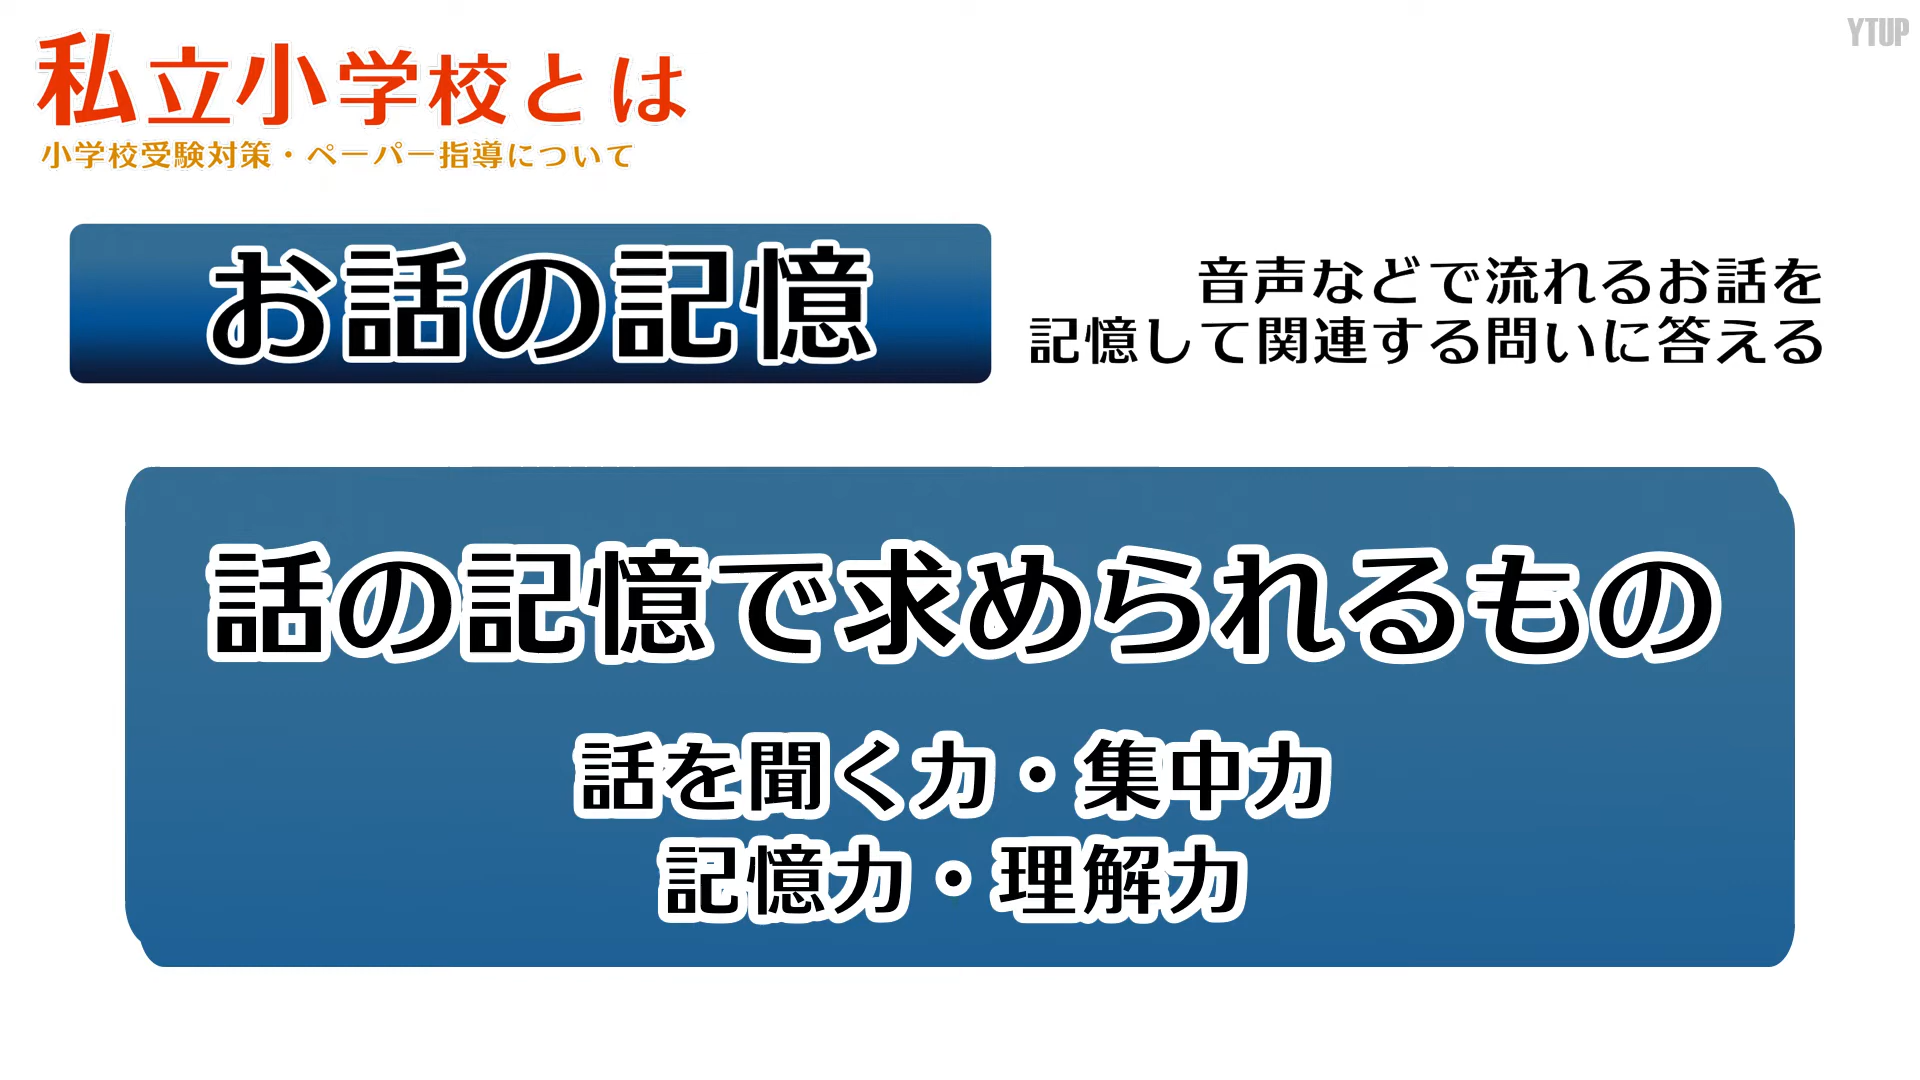 私立小学校とは
小学校受験対策・ペーパー指導について
YTUP
お話の記憶
音声などで流れるお話を
記憶して関連する問いに答える
話の記憶で求められるもの
話を聞く力・集中力
記憶力・理解力